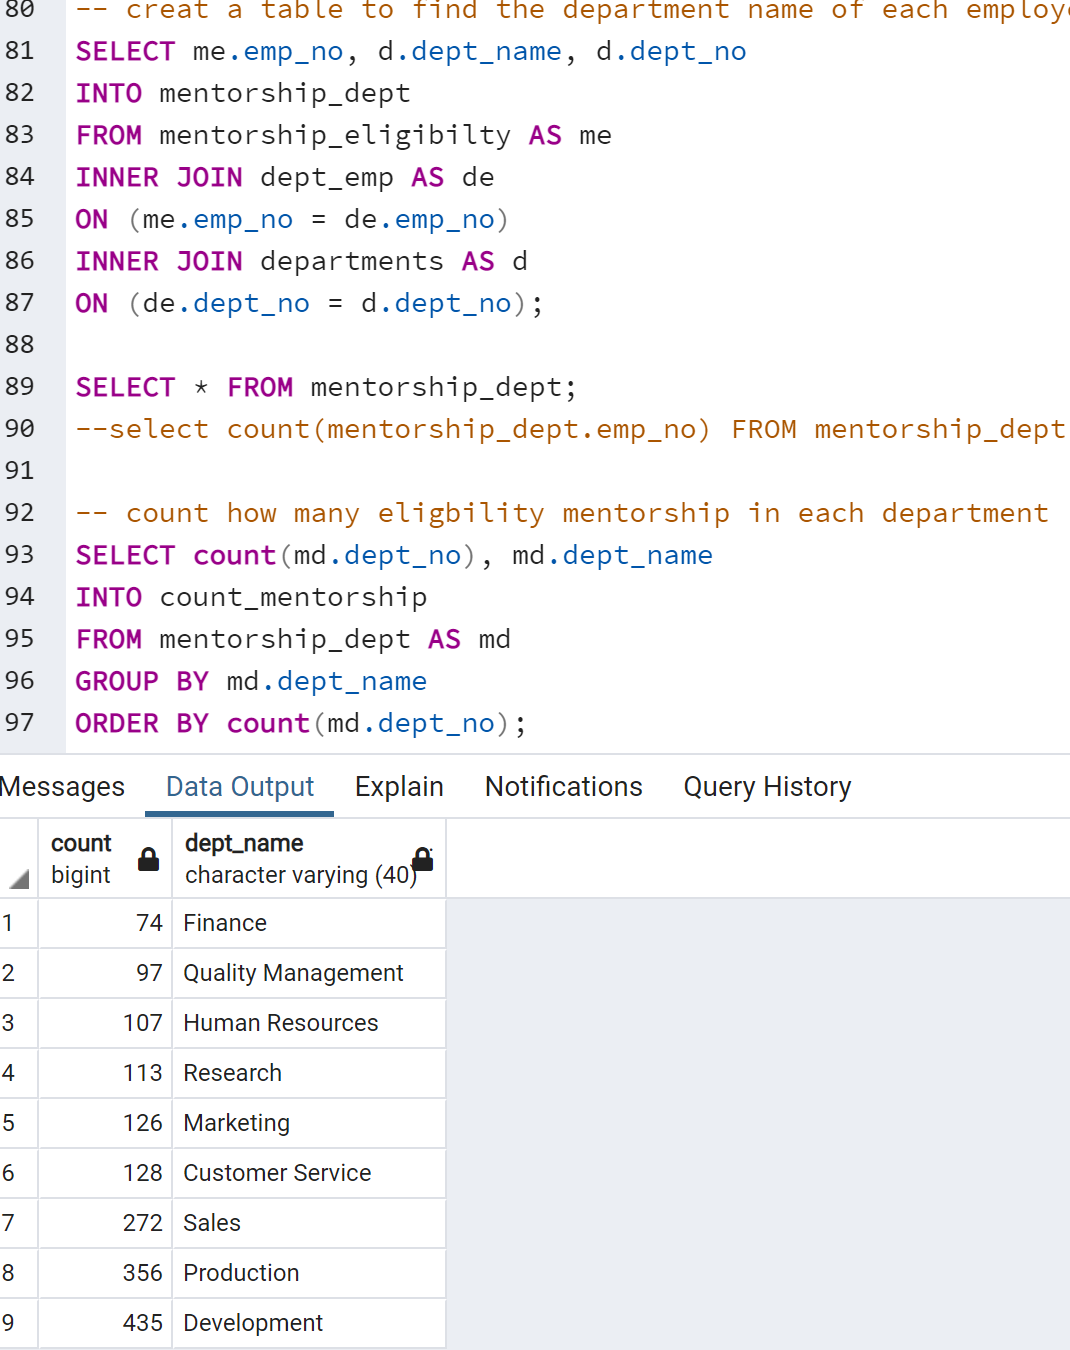 80 -- creat a table to find the department name of each
81 SELECT me.emp_no, d.dept_name, d.dept_no
82 INTO mentorship_dept
83 FROM mentorship_eligibilty AS me
84 INNER JOIN dept_emp AS de
85 ON (me.emp_no = de.emp_no)
86 INNER JOIN departments AS d
87 ON (de.dept_no = d.dept_no);
88
89 SELECT * FROM mentorship_dept;
90 --select count(mentorship_dept.emp_no) FROM mentorship_dept
91
92 -- count how many eligbility mentorship in each department
93 SELECT count(md.dept_no), md.dept_name
94 INTO count_mentorship
95 FROM mentorship_dept AS md
96 GROUP BY md.dept_name
97 ORDER BY count(md.dept_no);
Messages Data Output Explain Notifications Query History
count dept_name
bigint character varying (40)
1 74 Finance
2 97 Quality Management
3 107 Human Resources
4 113 Research
5 126 Marketing
6 128 Customer Service
7 272 Sales
8 356 Production
9 435 Development